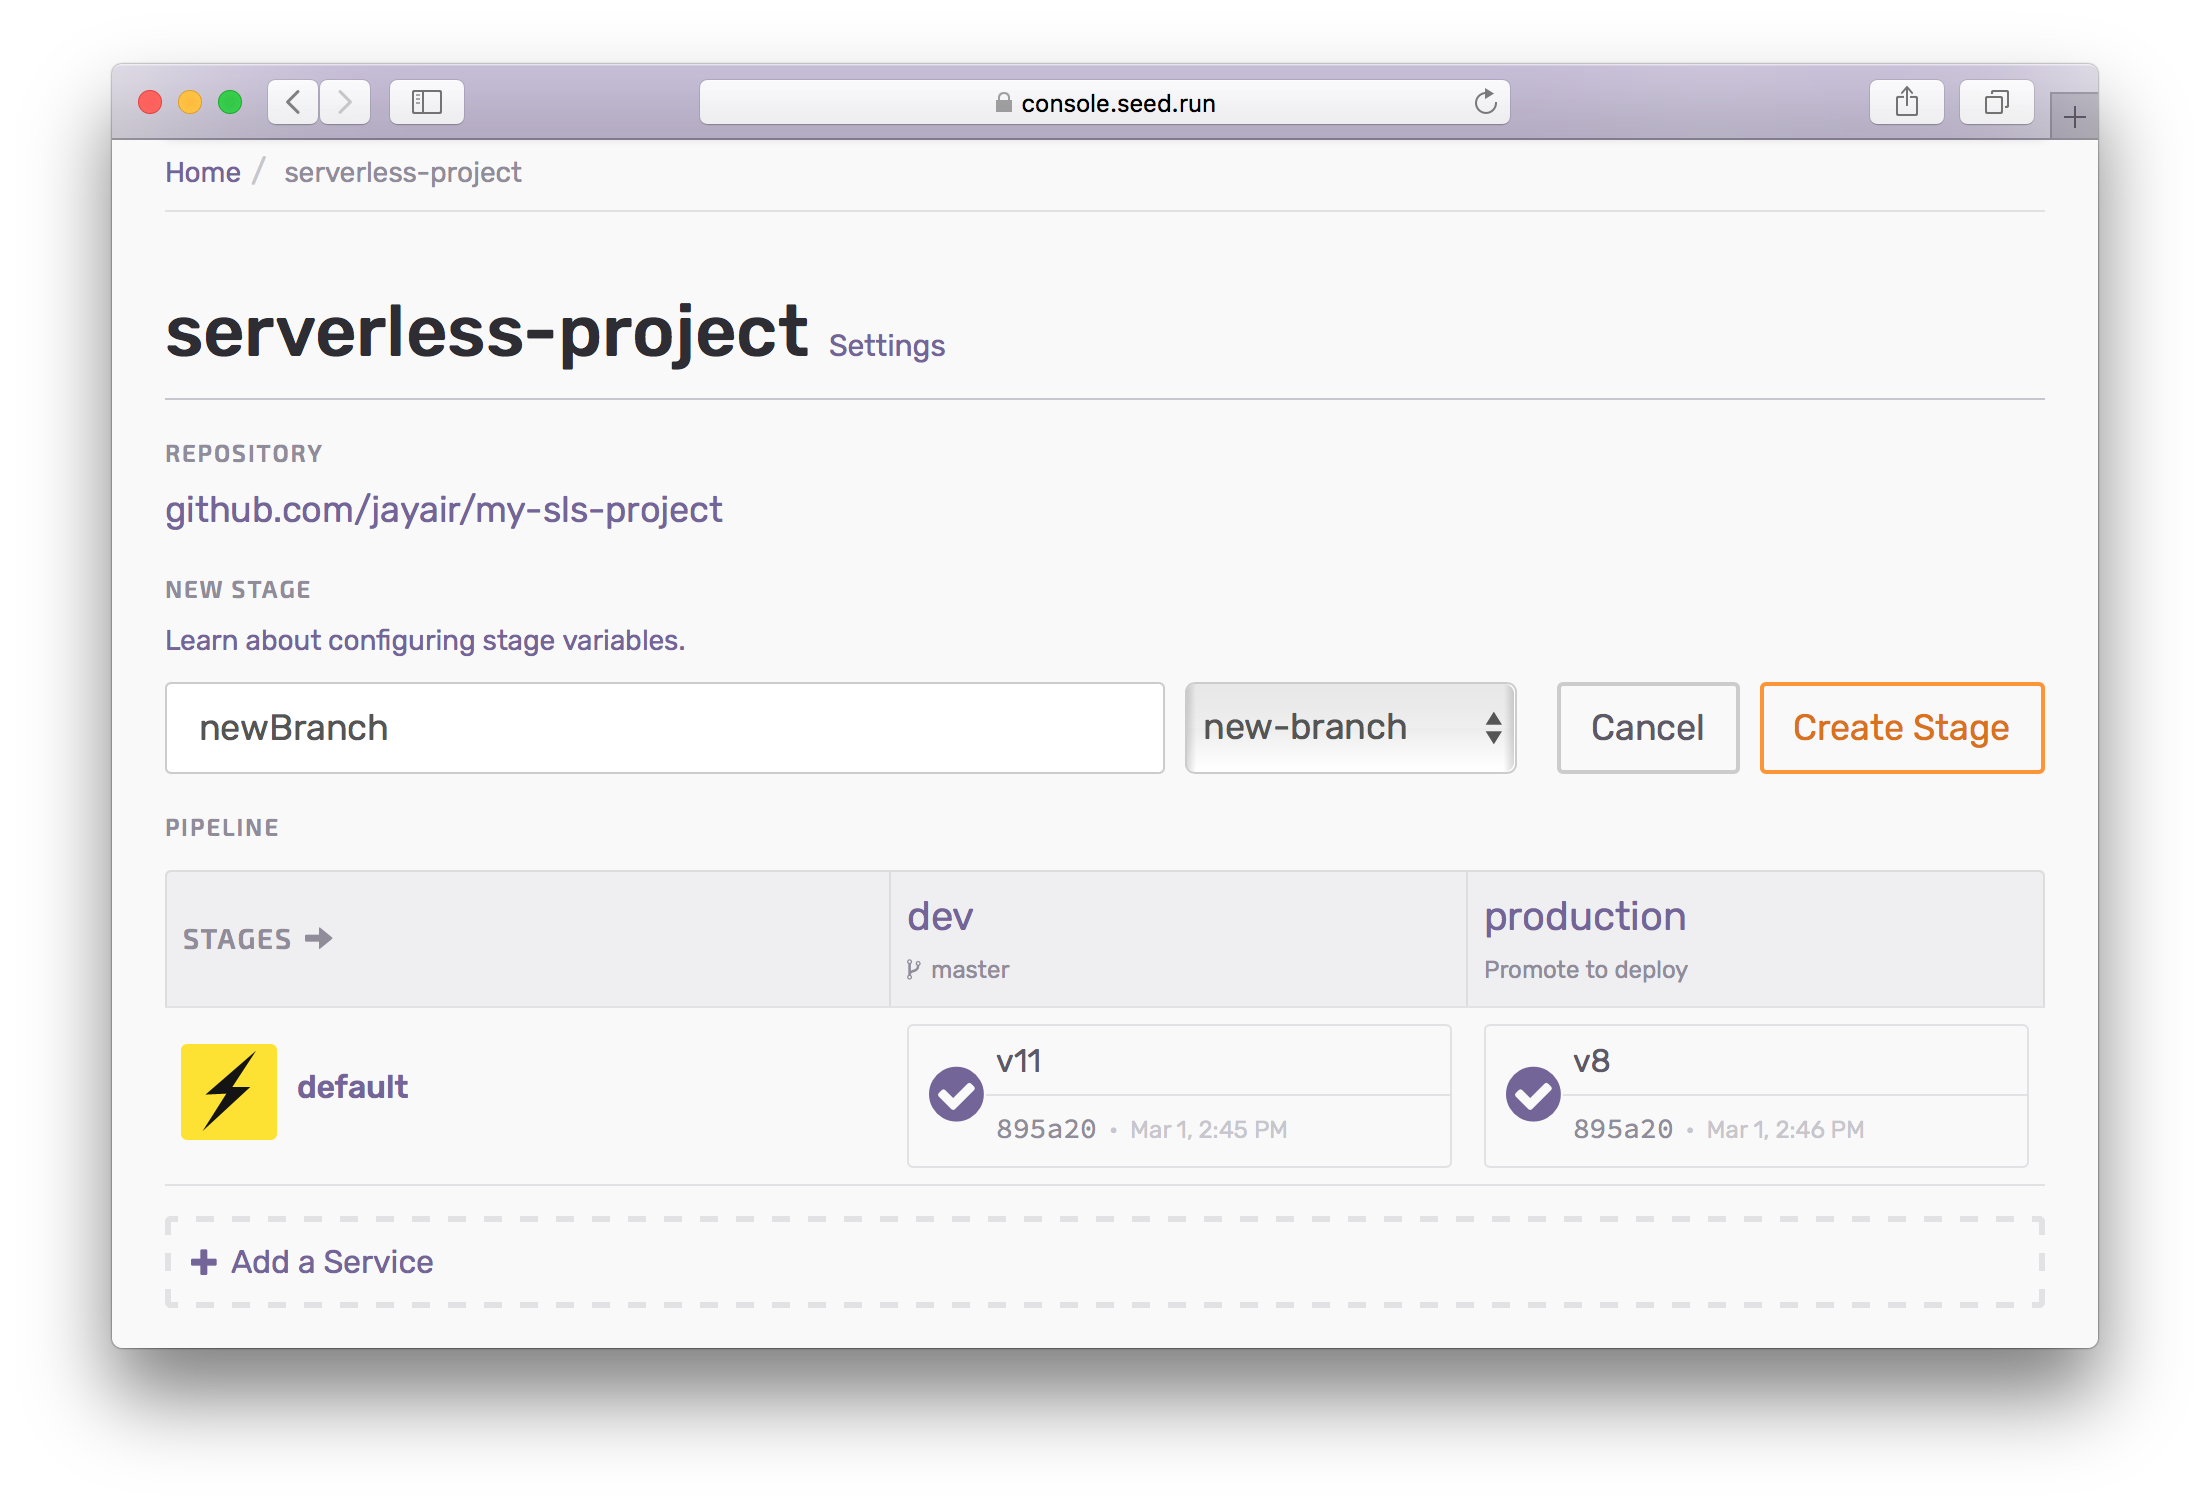 console.seed.run
Home / serverless-project
serverless-project Settings
REPOSITORY
github.com/jayair/my-sls-project
NEW STAGE
Learn about configuring stage variables.
newBranch new-branch Cancel Create Stage
PIPELINE
STAGES dev production
master Promote to deploy
default
v11 v8
895a20 • Mar 1, 2:45 PM 895a20 • Mar 1, 2:46 PM
Add a Service